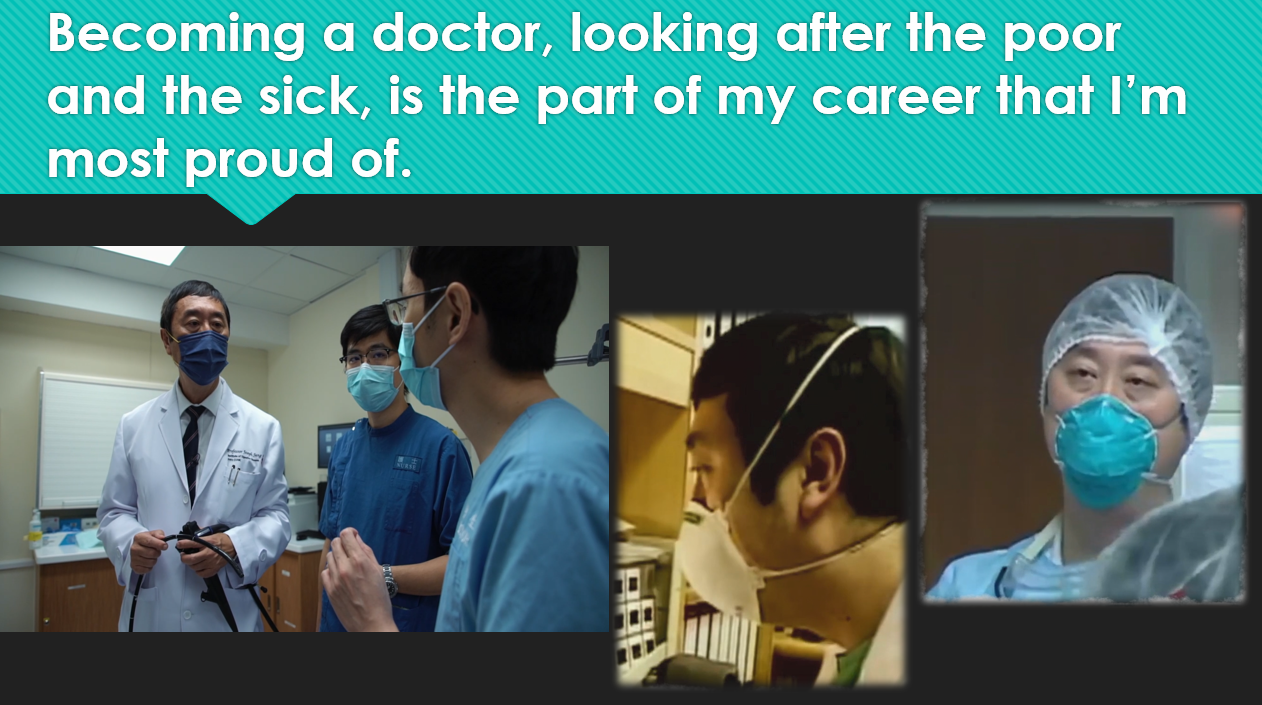 Becoming a doctor, looking after the poor
and the sick, is the part of my career that I'm
most proud of.
NURSE